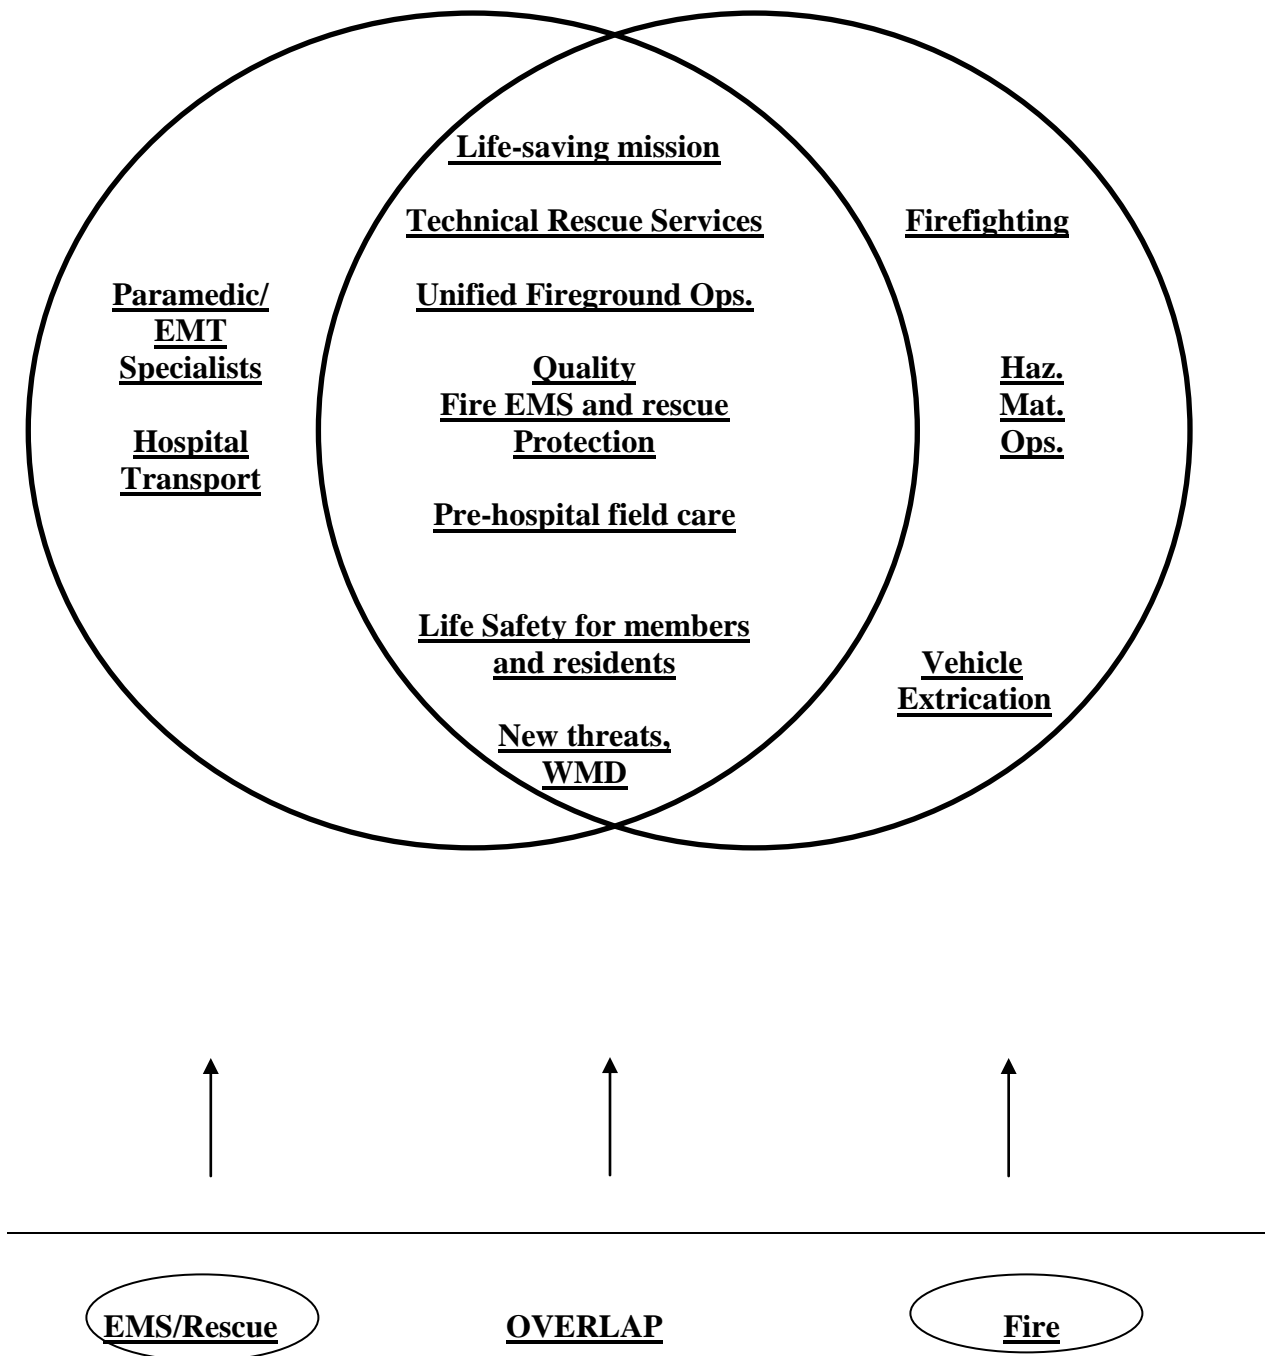 Life-saving mission
Technical Rescue Services
Firefighting
Paramedic/
EMT
Specialists
Unified Fireground Ops.
Quality
Fire EMS and rescue
Protection
Haz.
Mat.
Ops.
Hospital
Transport
Pre-hospital field care
Life Safety for members
and residents
Vehicle
Extrication
New threats,
WMD
EMS/Rescue
OVERLAP
Fire